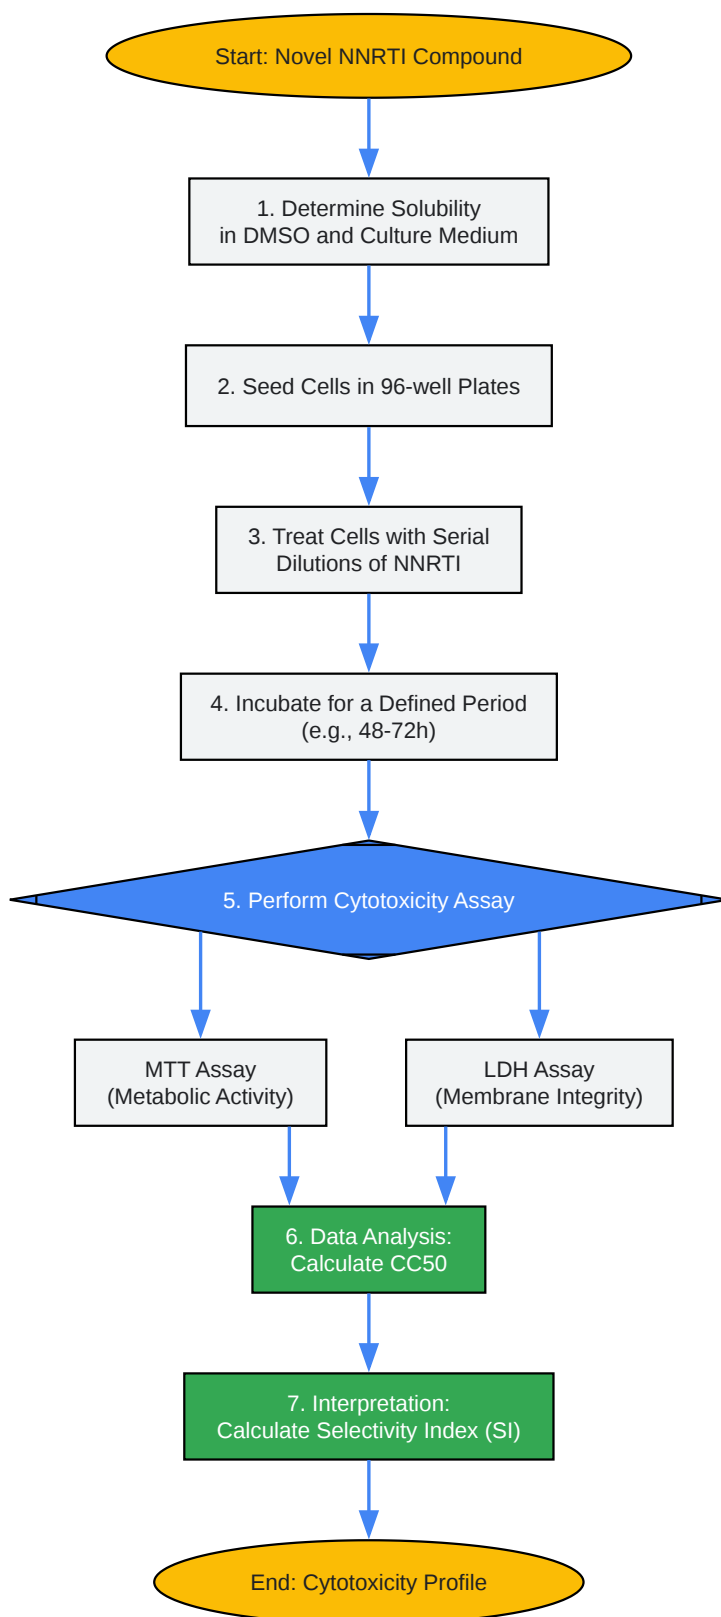 Start: Novel NNRTI Compound
1. Determine Solubility
in DMSO and Culture Medium
2. Seed Cells in 96-well Plates
3. Treat Cells with Serial
Dilutions of NNRTI
4. Incubate for a Defined Period
(e.g., 48-72h)
5. Perform Cytotoxicity Assay
MTT Assay
(Metabolic Activity)
LDH Assay
(Membrane Integrity)
6. Data Analysis:
Calculate CC50
7. Interpretation:
Calculate Selectivity Index (SI)
End: Cytotoxicity Profile